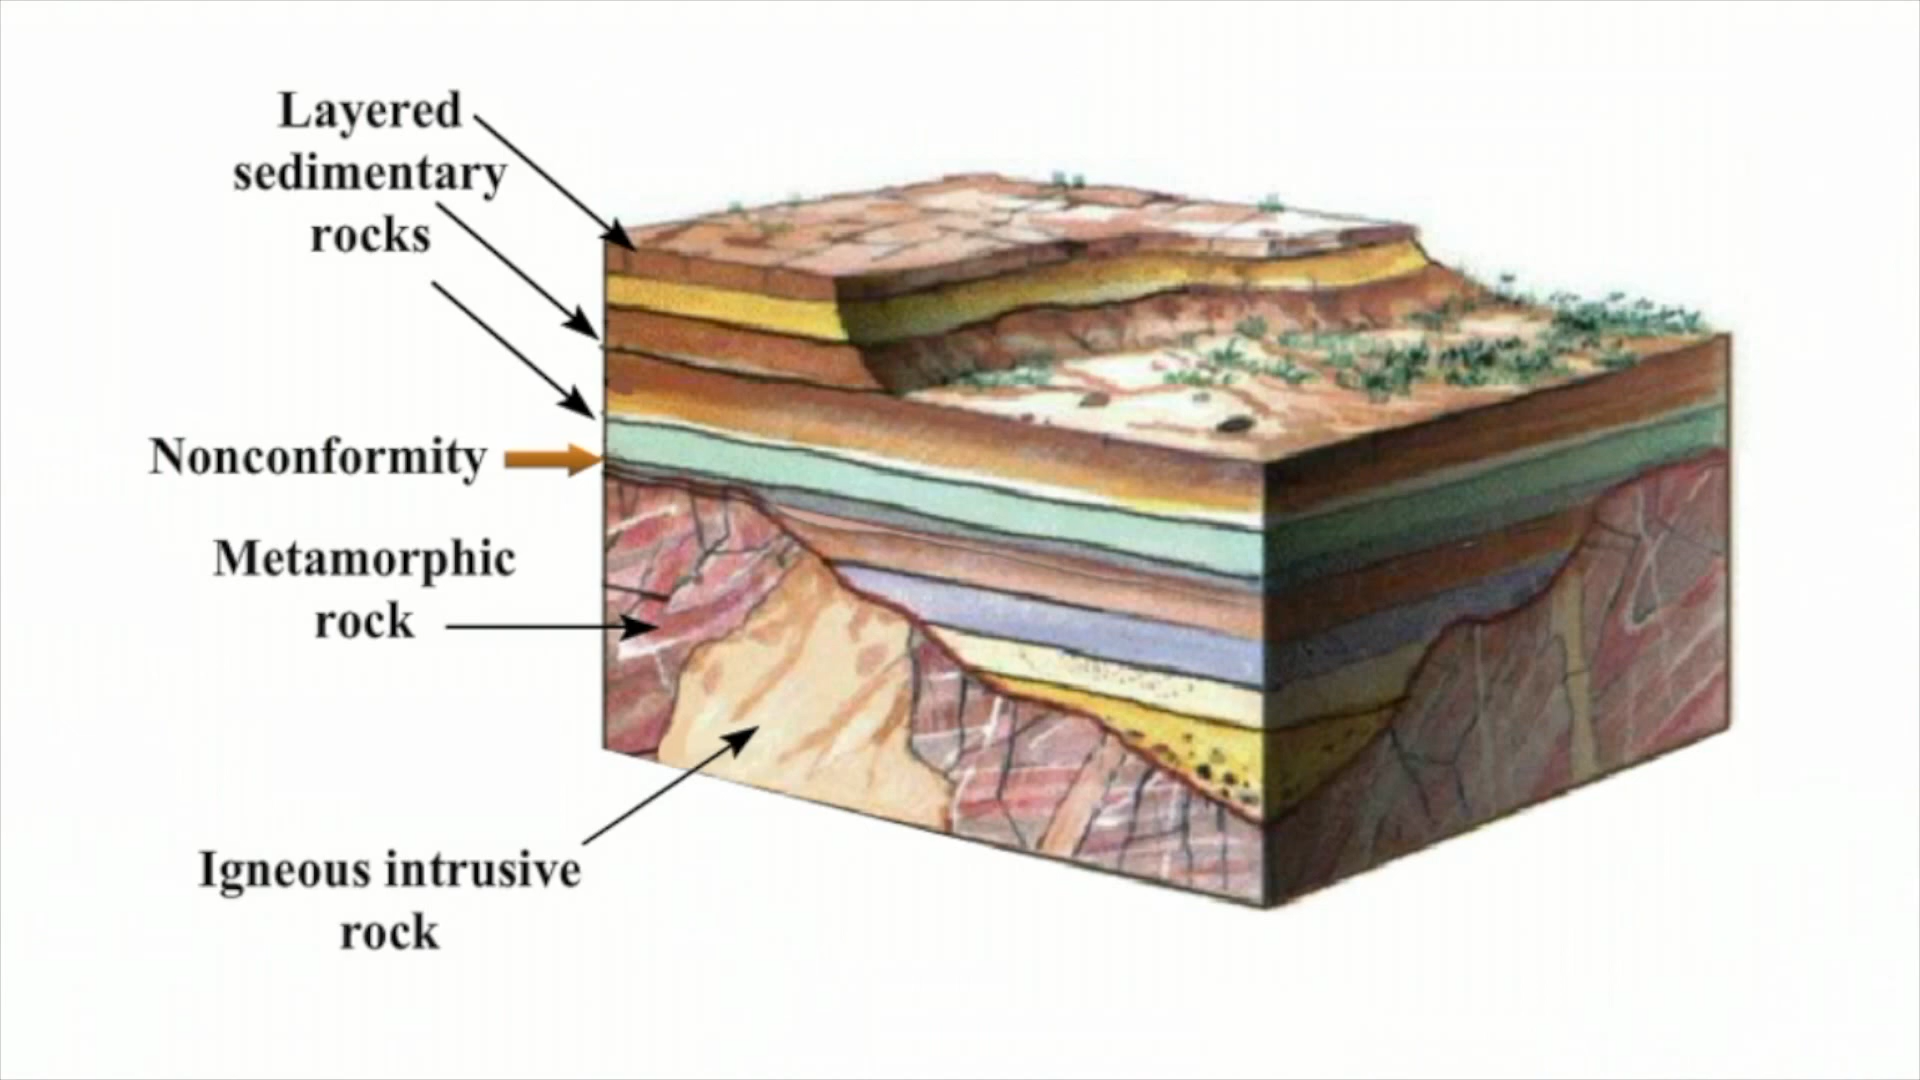 Layered
sedimentary
rocks
Nonconformity
Metamorphic
rock
Igneous intrusive
rock